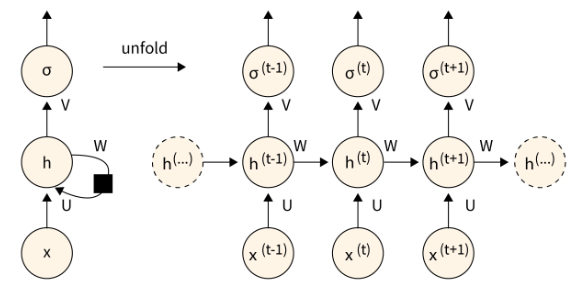 unfold
σ σ(t-1) σ(t) σ(t+1)
V V V V
W W W W
h h(...) h(t-1) h(t) h(t+1) h(...)
U U U U
x x(t-1) x(t) x(t+1)